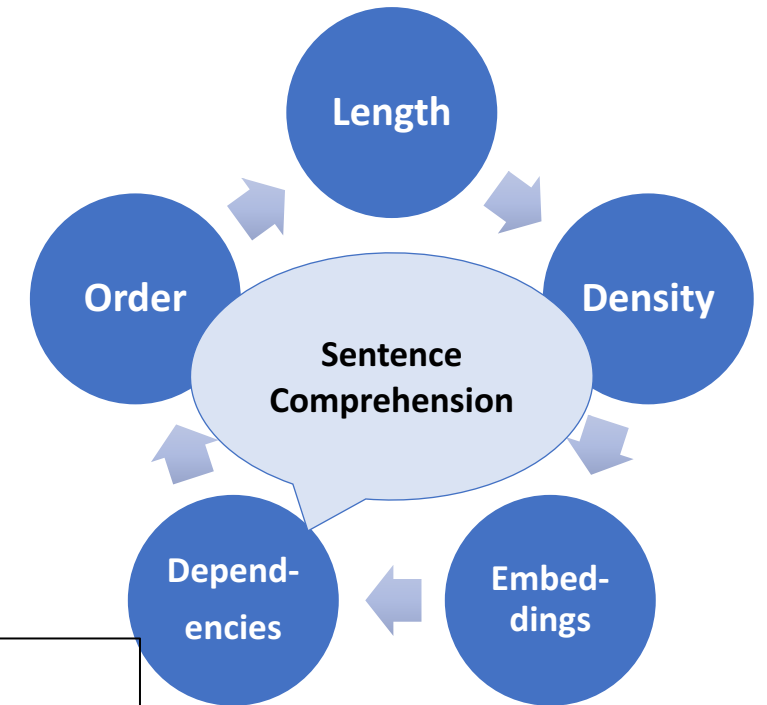 Length
Density
Embed-
dings
Depend-
encies
Order
Sentence
Comprehension